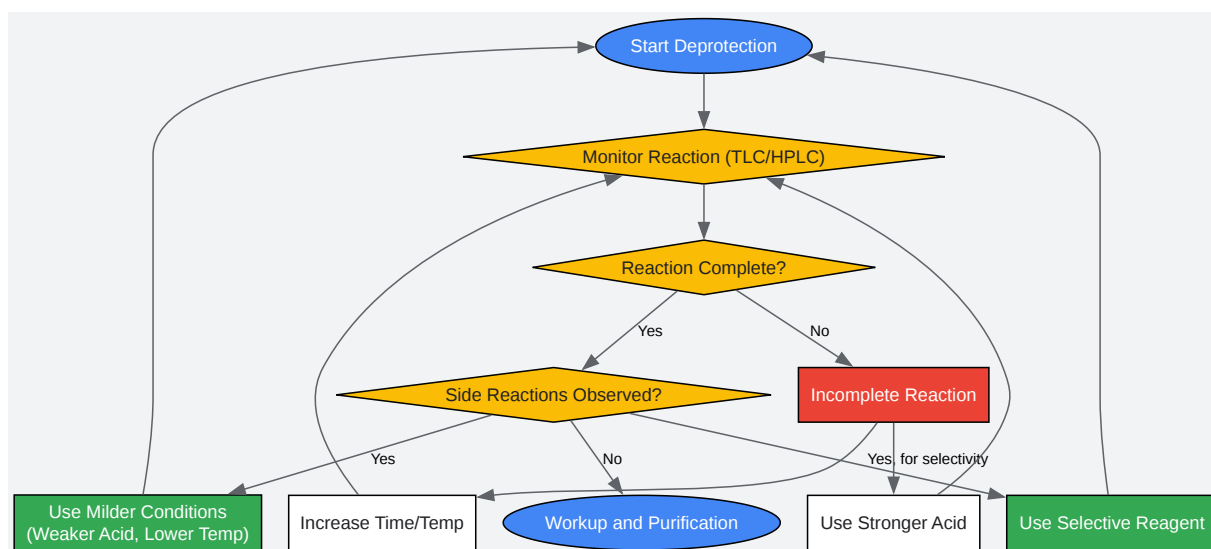 Start Deprotection
Monitor Reaction (TLC/HPLC)
Reaction Complete?
Yes
No
Side Reactions Observed?
Incomplete Reaction
Yes
No
Yes, for selectivity
Use Milder Conditions
(Weaker Acid, Lower Temp)
Increase Time/Temp
Workup and Purification
Use Stronger Acid
Use Selective Reagent